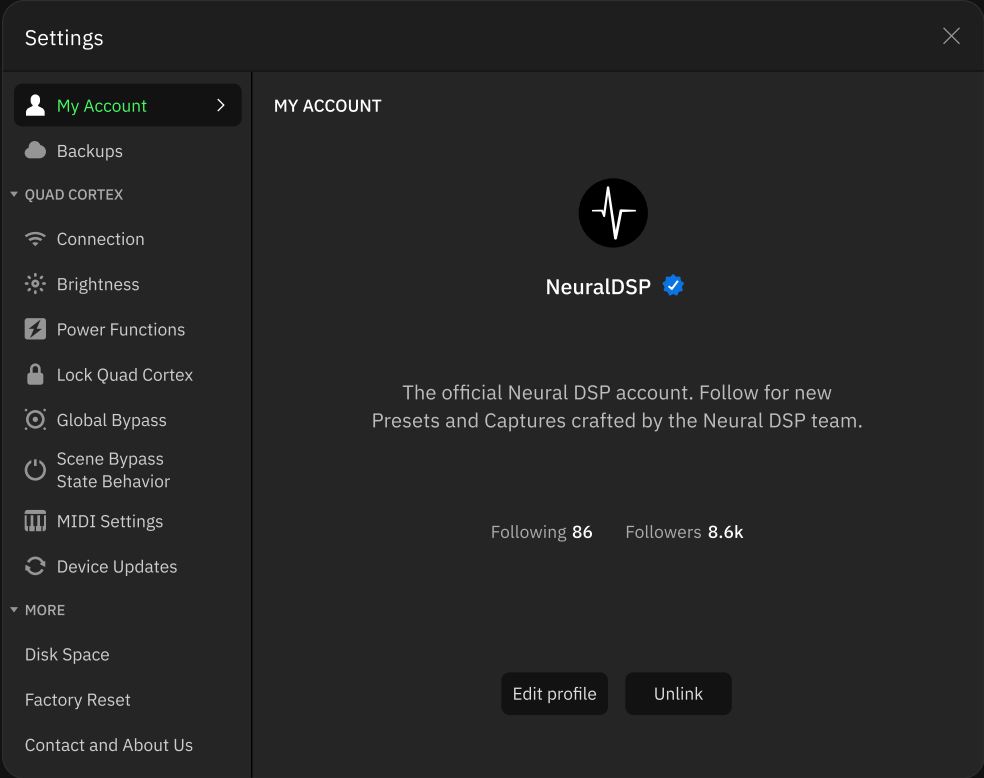 Settings
My Account
Backups
QUAD CORTEX
Connection
Brightness
Power Functions
Lock Quad Cortex
Global Bypass
Scene Bypass
State Behavior
MIDI Settings
Device Updates
MORE
Disk Space
Factory Reset
Contact and About Us
MY ACCOUNT
NeuralDSP
The official Neural DSP account. Follow for new
Presets and Captures crafted by the Neural DSP team.
Following 86 Followers 8.6k
Edit profile Unlink